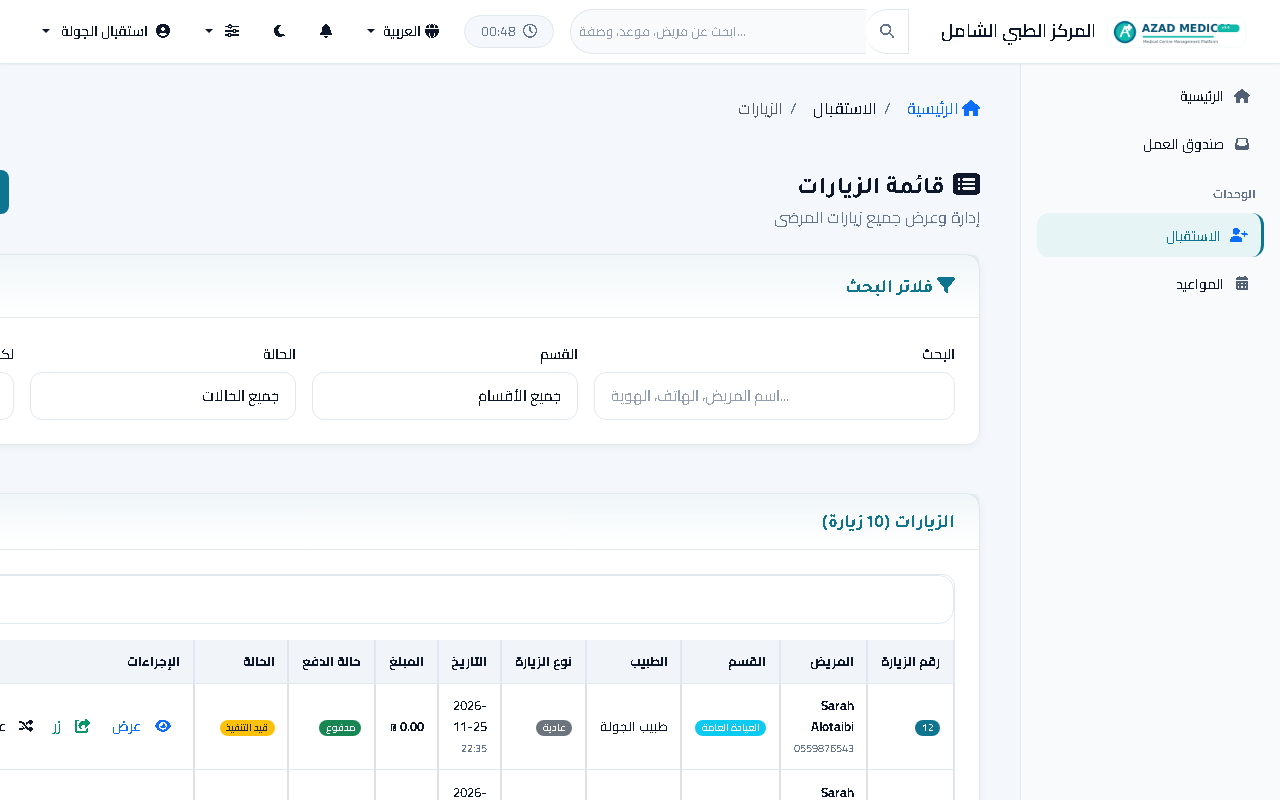 AZAD MEDIC
Medical Centre Management Platform
المركز الطبي الشامل
ابحث عن مريض، موعد، وصفة...
00:48
العربية
استقبال الجولة
الرئيسية
صندوق العمل
الوحدات
الاستقبال
المواعيد
الرئيسية / الاستقبال / الزيارات
قائمة الزيارات
إدارة وعرض جميع زيارات المرضى
فلاتر البحث
البحث القسم الحالة
اسم المريض، الهاتف، الهوية... جميع الأقسام جميع الحالات
الزيارات (10 زيارة)
رقم الزيارة المريض القسم الطبيب نوع الزيارة التاريخ المبلغ حالة الدفع الحالة الإجراءات
12 Sarah Alotaibi 0559876543 العيادة العامة طبيب الجولة عادية 2026-11-25 22:35 0.00 ₪ مدفوع قيد التنفيذ عرض
Sarah 2026-